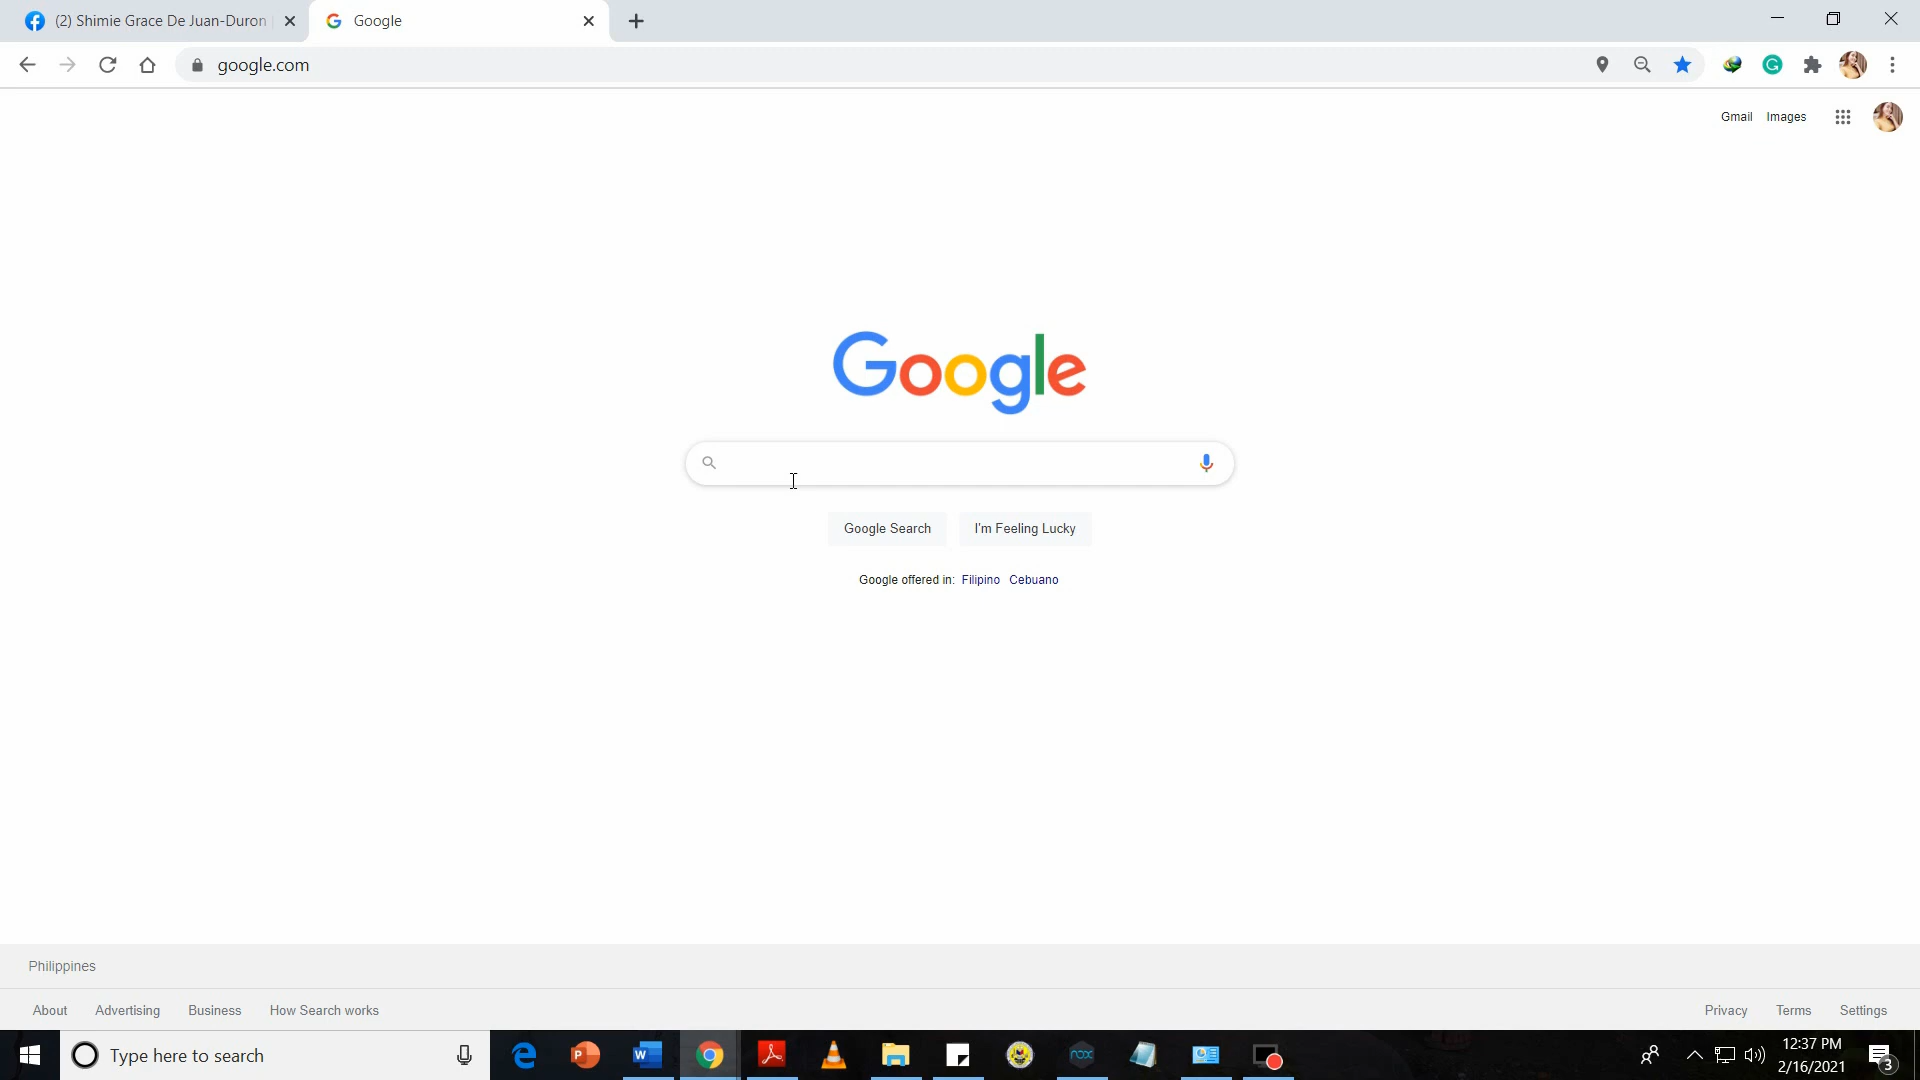 (2) Shimie Grace De Juan-Duron
Google
google.com
Gmail Images
Google
Google Search I'm Feeling Lucky
Google offered in: Filipino Cebuano
Philippines
About Advertising Business How Search works
Privacy Terms Settings
Type here to search
12:37 PM
2/16/2021
3